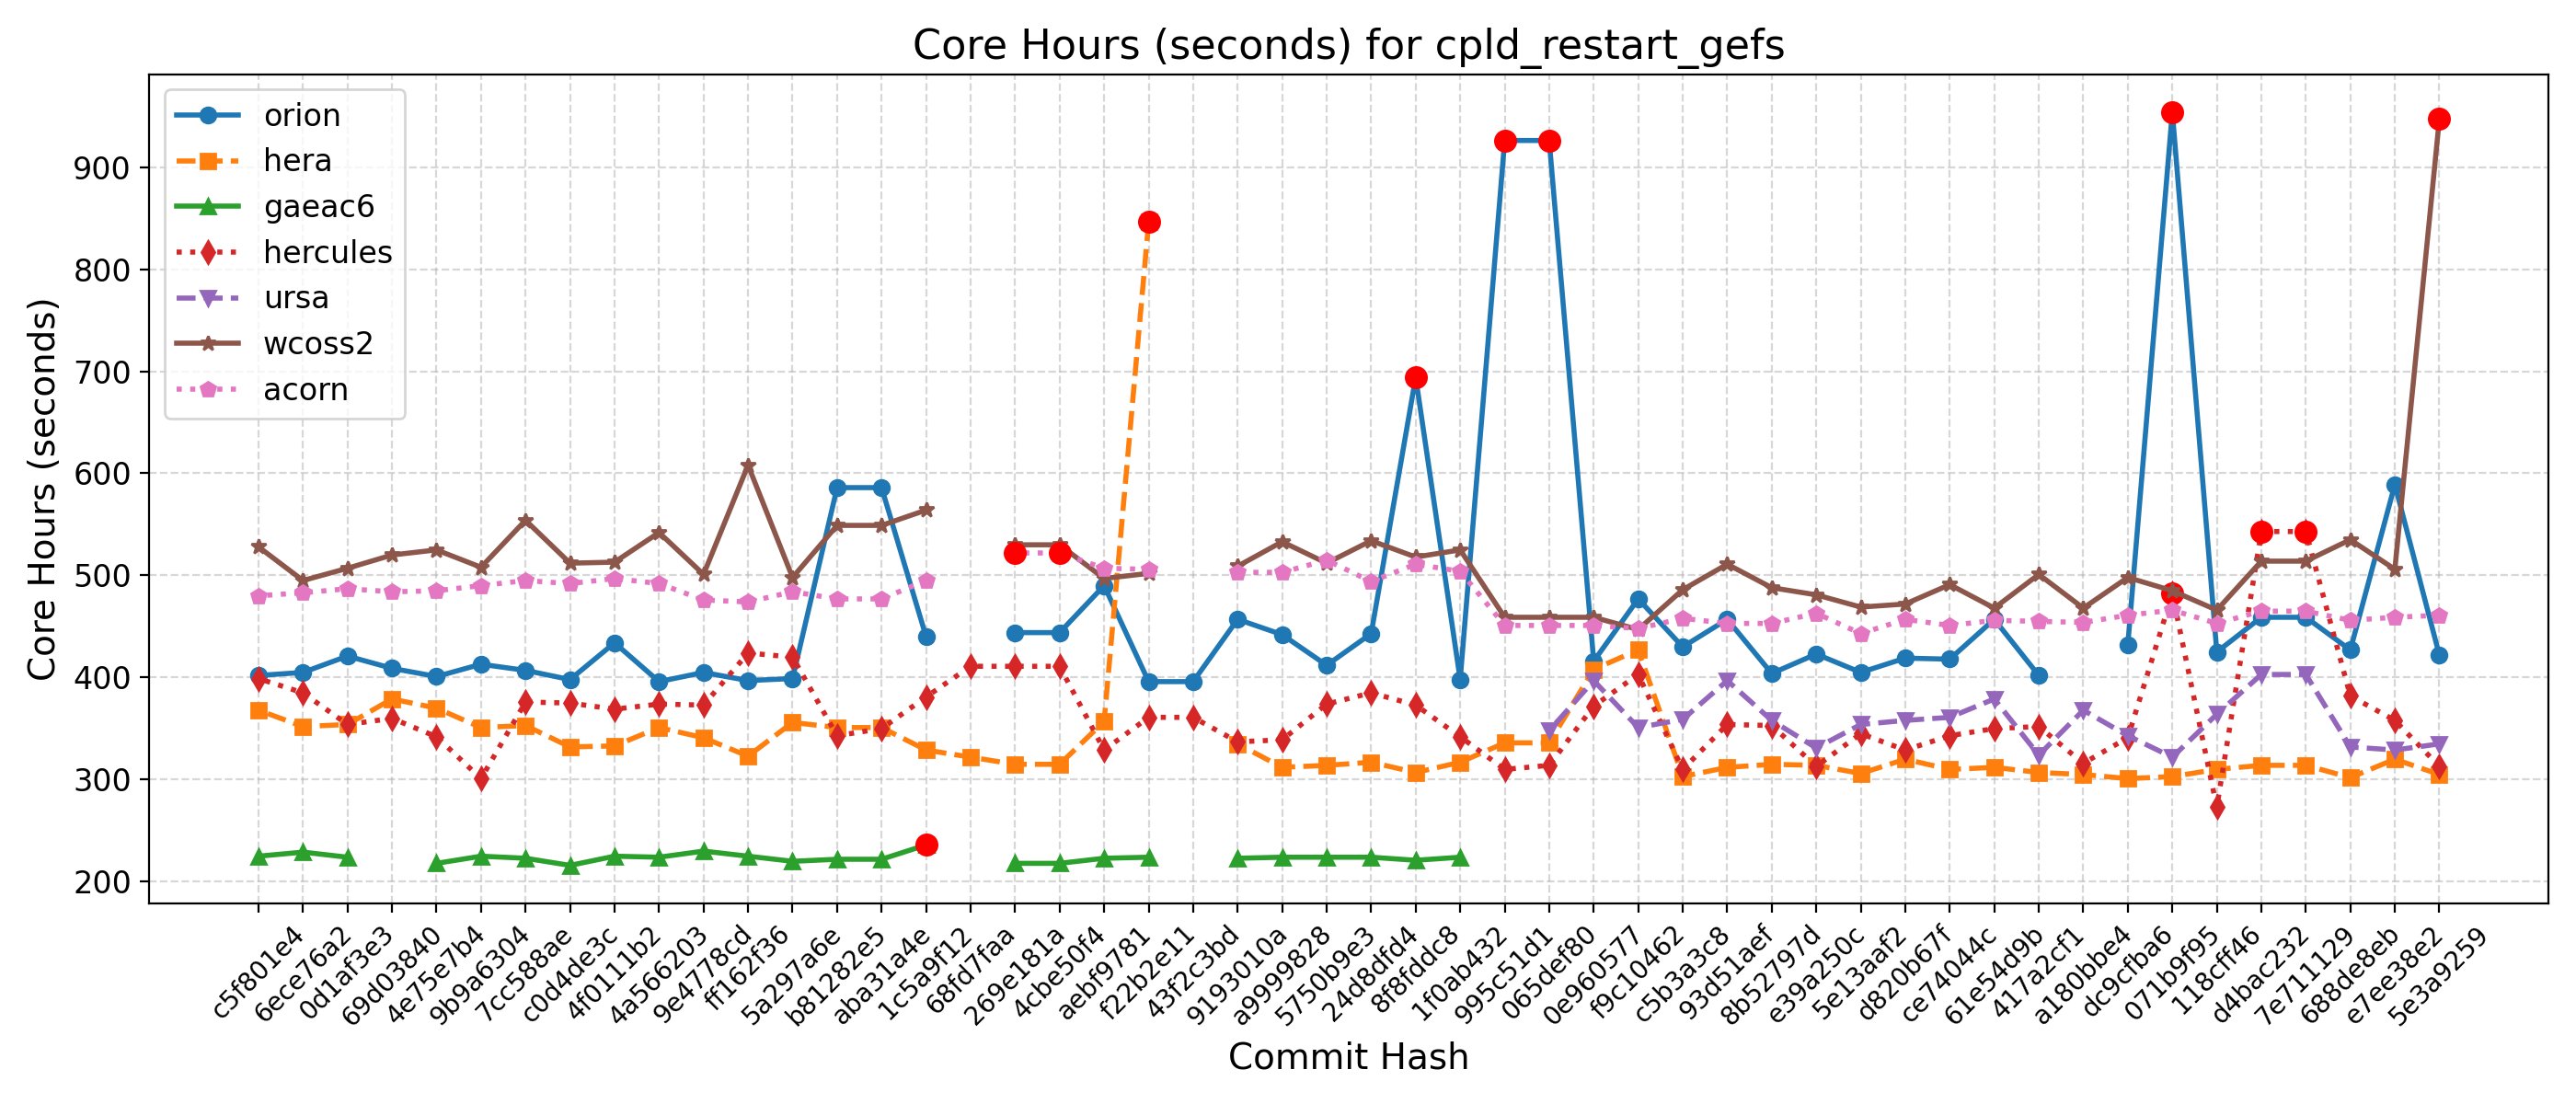 Core Hours (seconds) for cpld_restart_gefs
orion
hera
gaeac6
hercules
ursa
wcoss2
acorn
Core Hours (seconds)
900
800
700
600
500
400
300
200
c5f801e4
6ece76a2
0d1af3e3
69d03840
4e75e7b4
9b9a6304
7cc588ae
c0d4de3c
4f0111b2
4a566203
9e4778cd
ff162f36
5a297a6e
b81282e5
aba31a4e
1c5a9f12
68fd7faa
269e181a
4cbe50f4
aebf9781
f22b2e11
43f2c3bd
9193010a
a9999828
5750b9e3
24d8dfd4
8f8fddc8
1f0ab432
995c51d1
065def80
0e960577
f9c10462
c5b3a3c8
93d51aef
8b52797d
e39a250c
5e13aaf2
d820b67f
ce74044c
61e54d9b
417a2cf1
a180bbe4
dc9cfba6
071b9f95
118cff46
d4bac232
7e711129
688de8eb
e7ee38e2
5e3a9259
Commit Hash